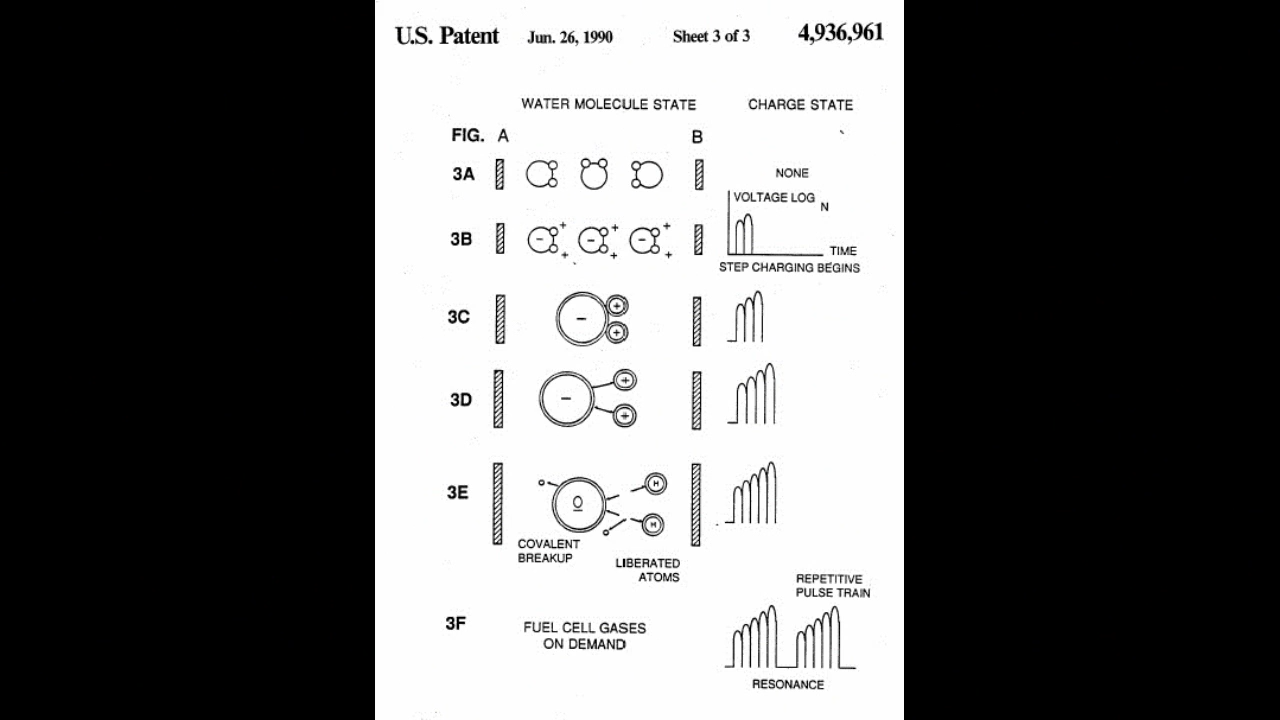 U.S. Patent Jun. 26, 1990 Sheet 3 of 3 4,936,961
WATER MOLECULE STATE CHARGE STATE
FIG. A B
3A NONE
VOLTAGE LOG N
3B + + + + + +
- - -
TIME
STEP CHARGING BEGINS
3C - + +
3D - + +
3E O H H
COVALENT
BREAKUP
LIBERATED
ATOMS
REPETITIVE
PULSE TRAIN
3F FUEL CELL GASES
ON DEMAND
RESONANCE